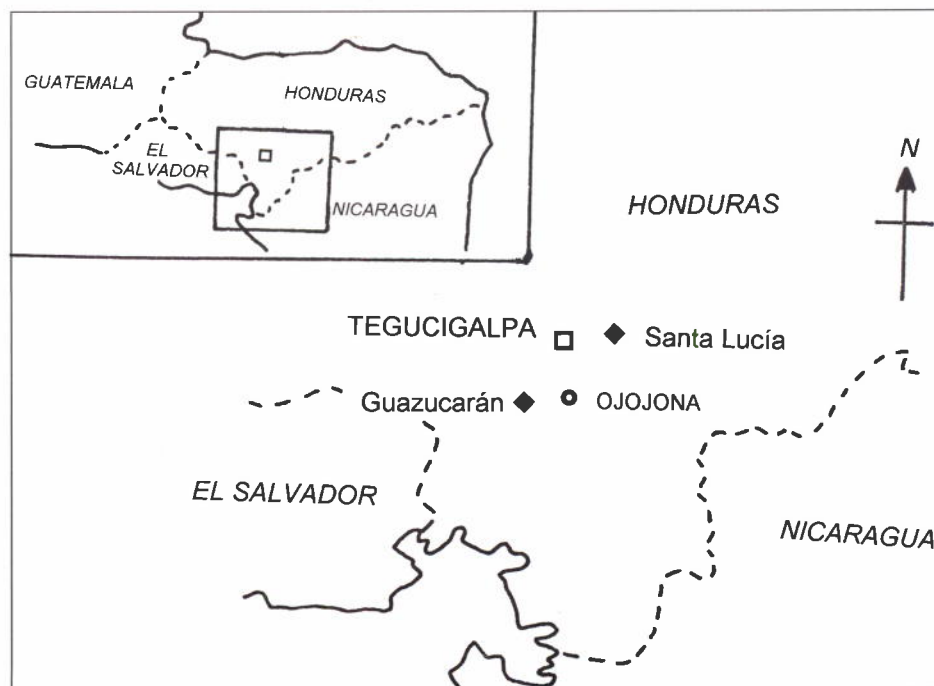 GUATEMALA
HONDURAS
EL
SALVADOR
NICARAGUA
N
HONDURAS
TEGUCIGALPA
Santa Lucía
Guazucarán
OJOJONA
EL SALVADOR
NICARAGUA